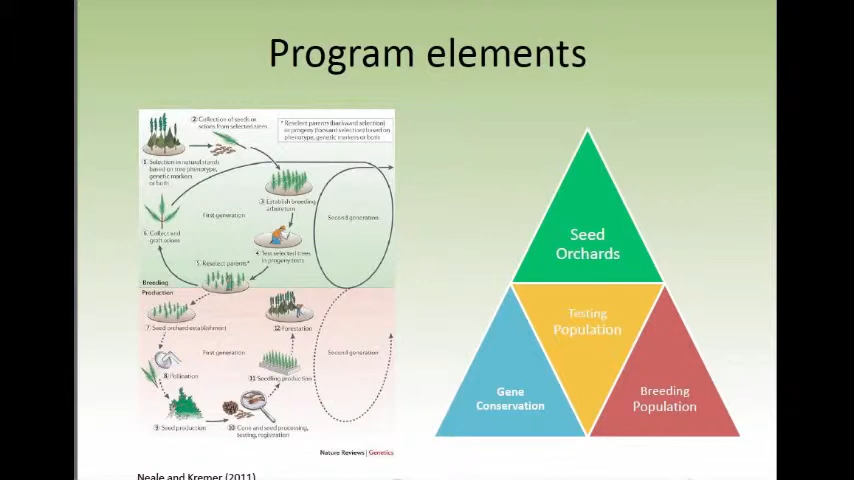 Program elements
② Collection of seeds or
scions from selected trees
* Reselect parents (backward selection)
or progeny (forward selection) based on
phenotype, genetic markers or both
① Selection in natural stands
based on tree phenotype,
genetic markers
or both
③ Establish breeding
arboretum
First generation
Second generation
6. Collect and
graft scions
4. Test selected trees
in progeny tests
5. Reselect parents*
Breeding
Production
⑦ Seed orchard establishment
⑫ Forestation
First generation
Second generation
⑧ Pollination
⑪ Seedling production
⑨ Seed production
⑩ Cone and seed processing,
testing, registration
Nature Reviews | Genetics
Neale and Kremer (2011)
Seed
Orchards
Testing
Population
Gene
Conservation
Breeding
Population